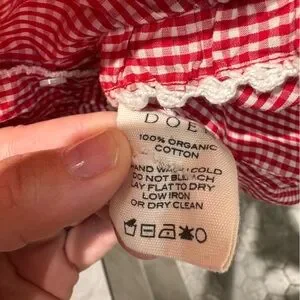 DOE
100% ORGANIC
COTTON
HAND WASH COLD
DO NOT BLEACH
LAY FLAT TO DRY
LOW IRON
OR DRY CLEAN